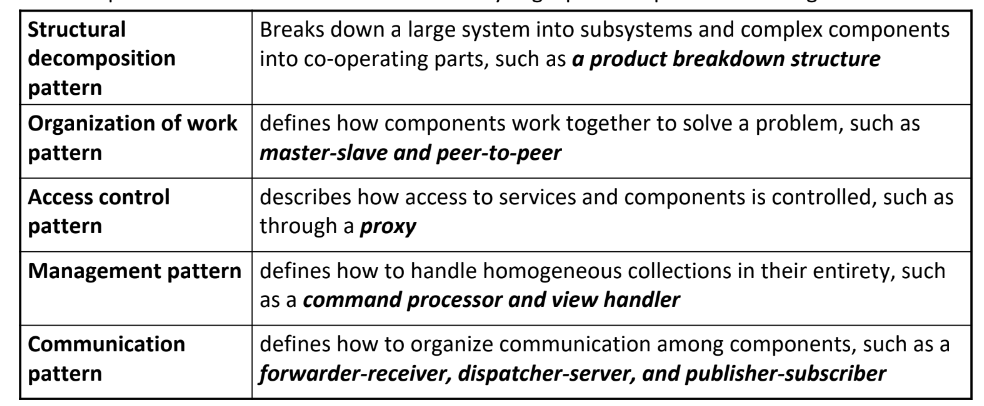 Structural
decomposition
pattern
Breaks down a large system into subsystems and complex components
into co-operating parts, such as a product breakdown structure
Organization of work
pattern
defines how components work together to solve a problem, such as
master-slave and peer-to-peer
Access control
pattern
describes how access to services and components is controlled, such as
through a proxy
Management pattern
defines how to handle homogeneous collections in their entirety, such
as a command processor and view handler
Communication
pattern
defines how to organize communication among components, such as a
forwarder-receiver, dispatcher-server, and publisher-subscriber